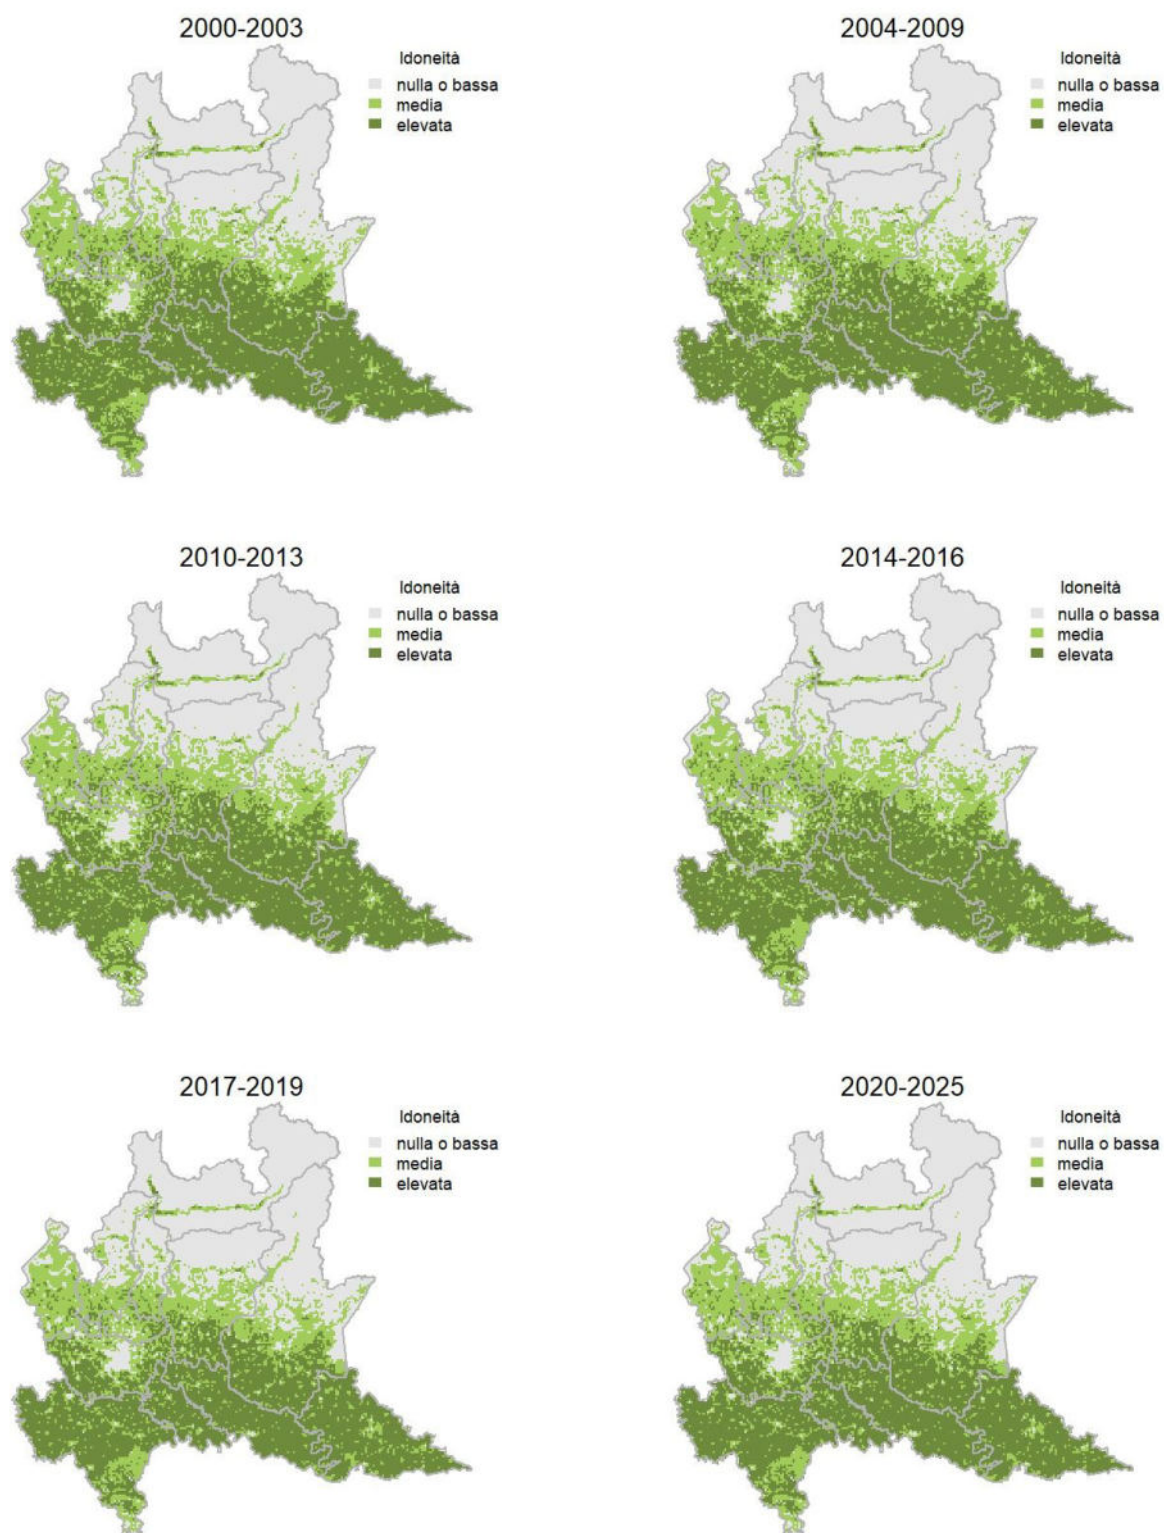 2000-2003
Idoneità
nulla o bassa
media
elevata
2004-2009
Idoneità
nulla o bassa
media
elevata
2010-2013
Idoneità
nulla o bassa
media
elevata
2014-2016
Idoneità
nulla o bassa
media
elevata
2017-2019
Idoneità
nulla o bassa
media
elevata
2020-2025
Idoneità
nulla o bassa
media
elevata